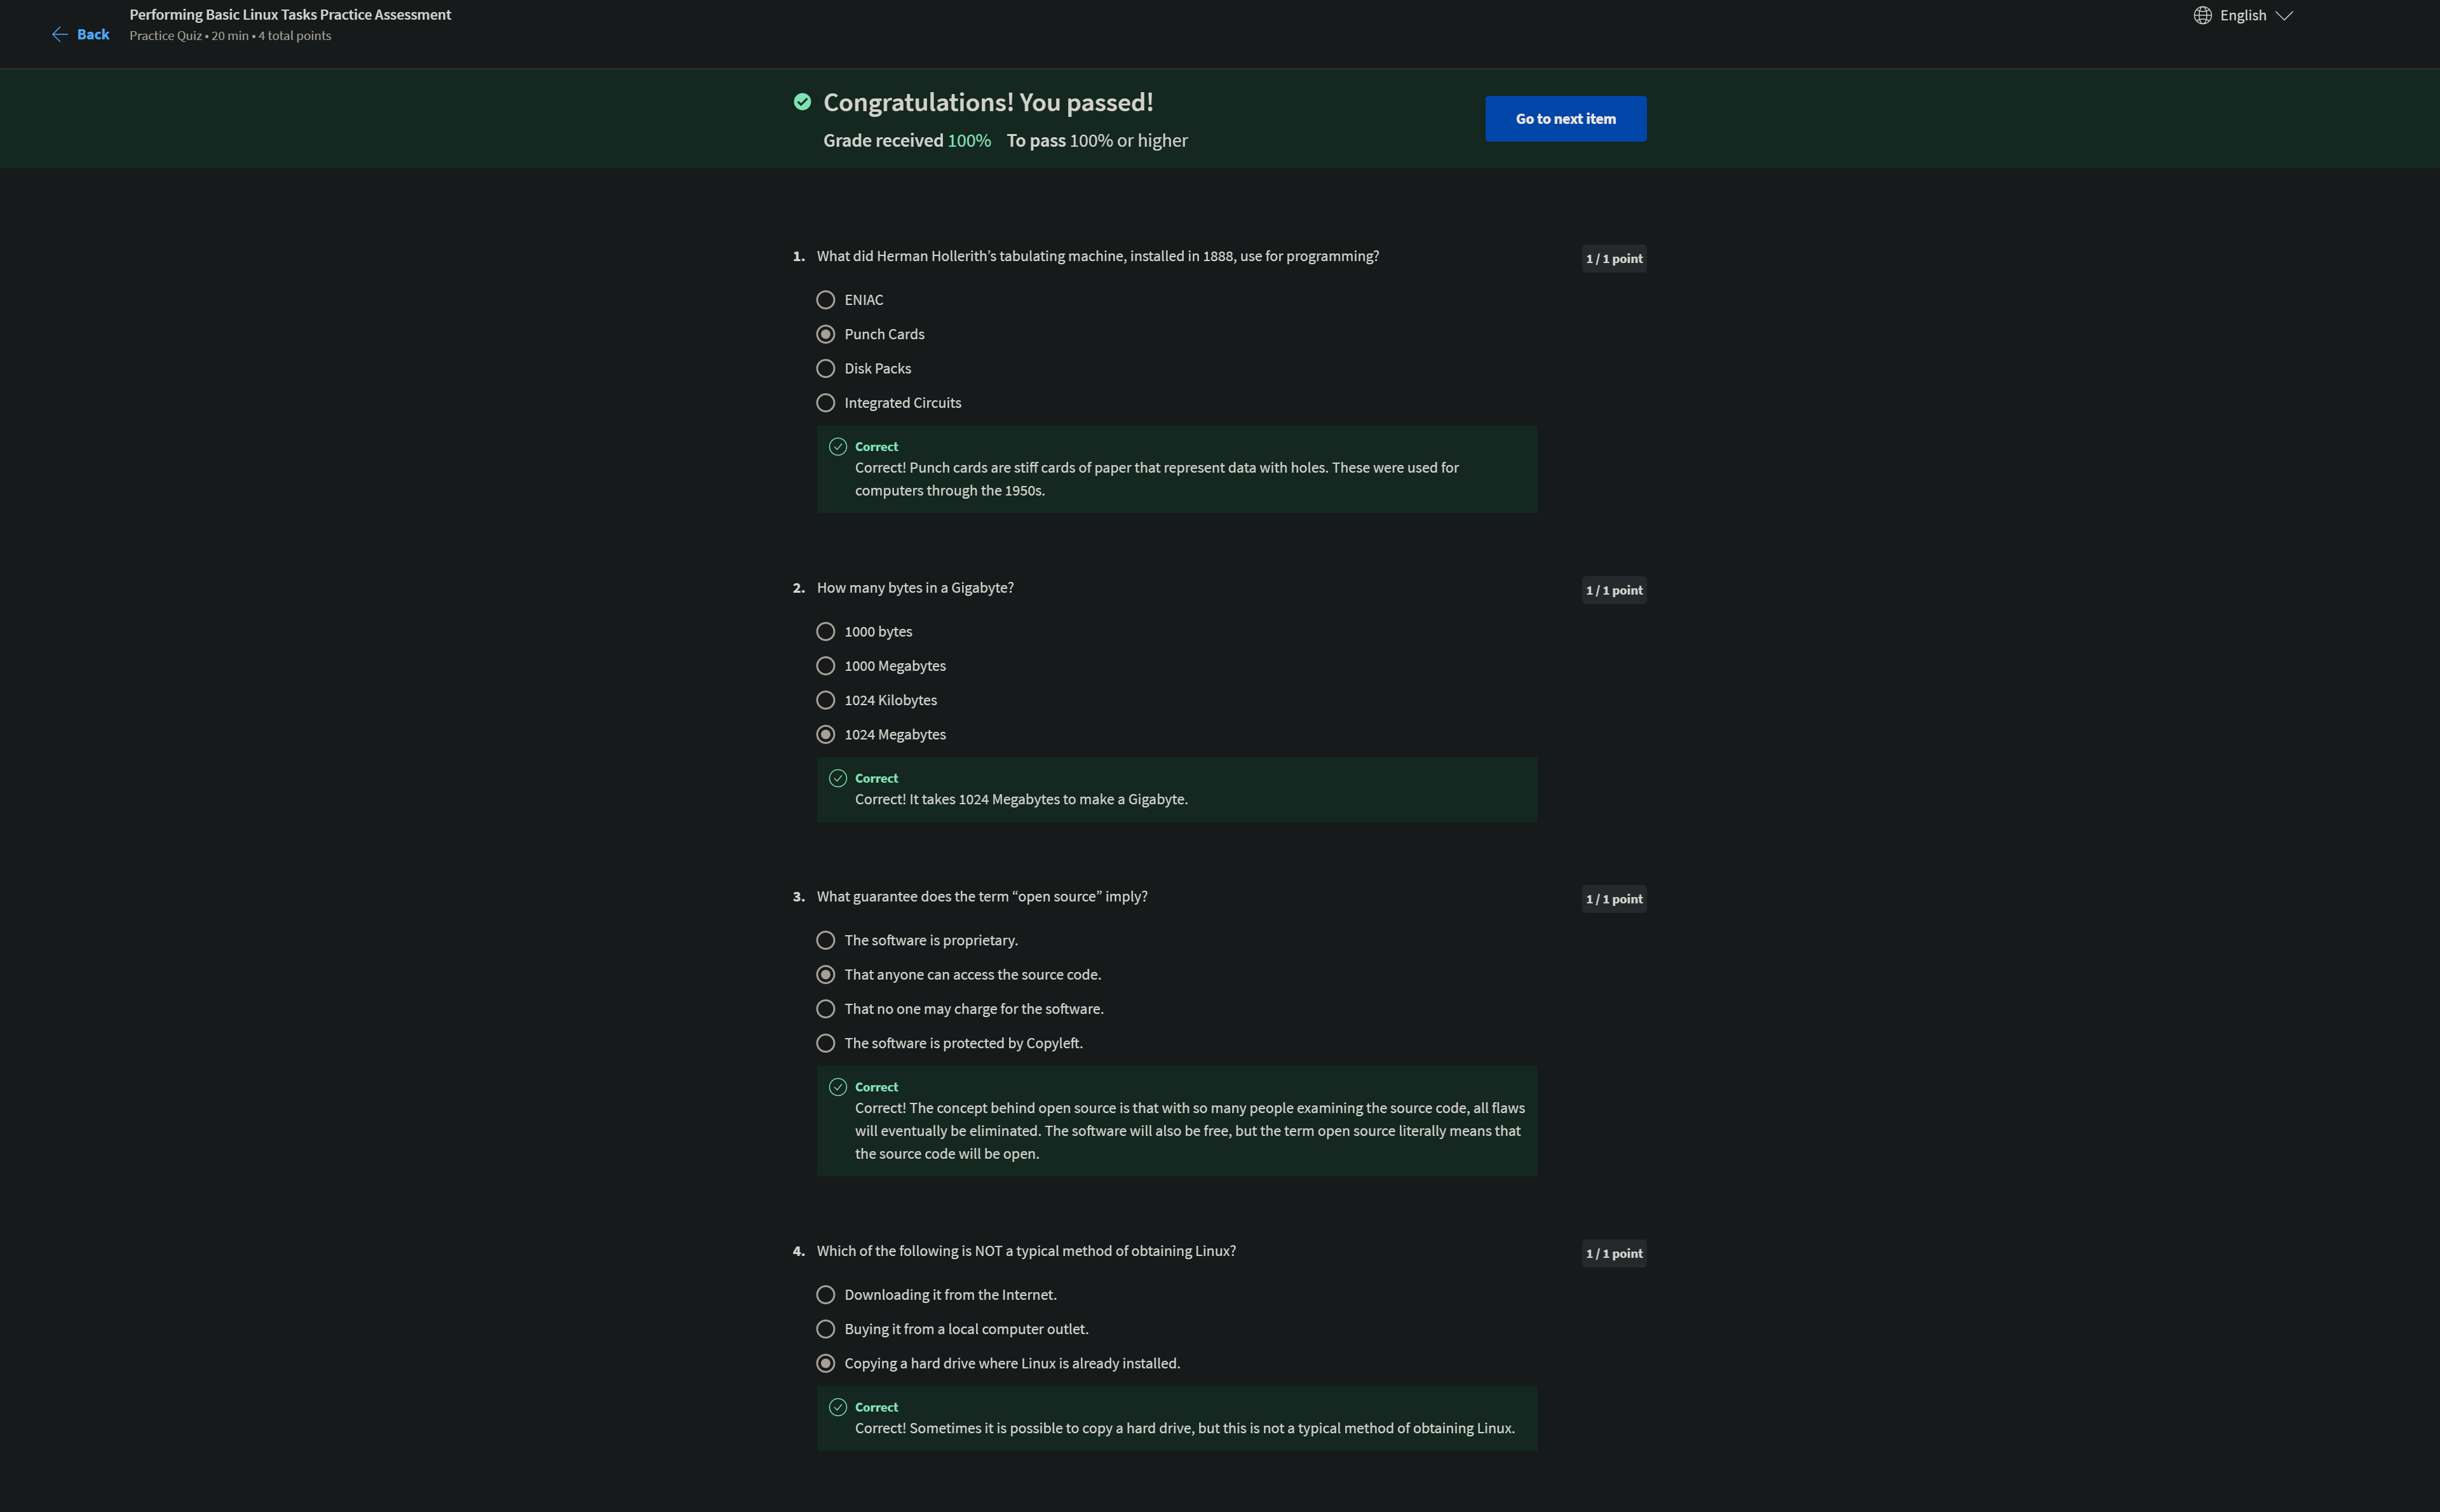 Back
Performing Basic Linux Tasks Practice Assessment
Practice Quiz • 20 min • 4 total points
English
Congratulations! You passed!
Grade received 100% To pass 100% or higher
Go to next item
1. What did Herman Hollerith’s tabulating machine, installed in 1888, use for programming?
1 / 1 point
ENIAC
Punch Cards
Disk Packs
Integrated Circuits
Correct
Correct! Punch cards are stiff cards of paper that represent data with holes. These were used for
computers through the 1950s.
2. How many bytes in a Gigabyte?
1 / 1 point
1000 bytes
1000 Megabytes
1024 Kilobytes
1024 Megabytes
Correct
Correct! It takes 1024 Megabytes to make a Gigabyte.
3. What guarantee does the term “open source” imply?
1 / 1 point
The software is proprietary.
That anyone can access the source code.
That no one may charge for the software.
The software is protected by Copyleft.
Correct
Correct! The concept behind open source is that with so many people examining the source code, all flaws
will eventually be eliminated. The software will also be free, but the term open source literally means that
the source code will be open.
4. Which of the following is NOT a typical method of obtaining Linux?
1 / 1 point
Downloading it from the Internet.
Buying it from a local computer outlet.
Copying a hard drive where Linux is already installed.
Correct
Correct! Sometimes it is possible to copy a hard drive, but this is not a typical method of obtaining Linux.